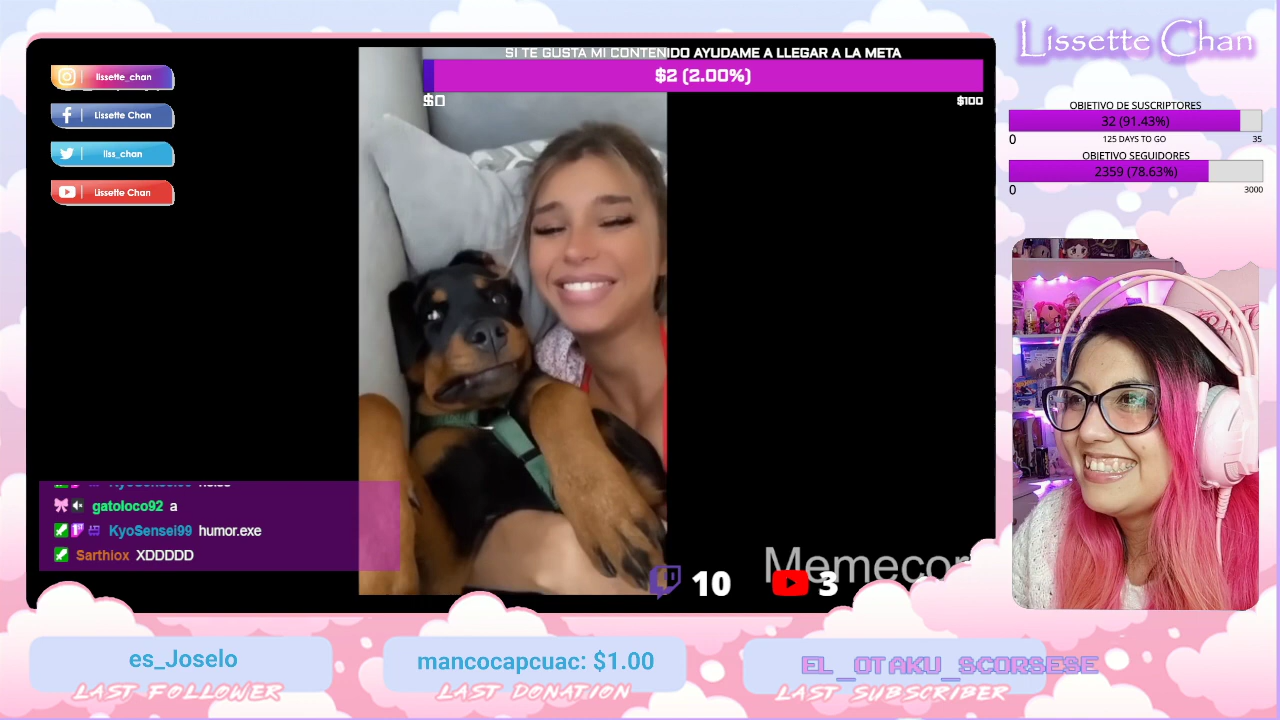 Lissette Chan
SI TE GUSTA MI CONTENIDO AYUDAME A LLEGAR A LA META
$2 (2.00%)
$0
$100
lissette_chan
Lissette Chan
liss_chan
Lissette Chan
OBJETIVO DE SUSCRIPTORES
32 (91.43%)
0
125 DAYS TO GO
35
OBJETIVO SEGUIDORES
2359 (78.63%)
0
3000
gatoloco92 a
KyoSensei99 humor.exe
Sarthiox XDDDDD
10
3
es_Joselo
LAST FOLLOWER
mancocapcuac: $1.00
LAST DONATION
EL_OTAKU_SCORSESE
LAST SUBSCRIBER